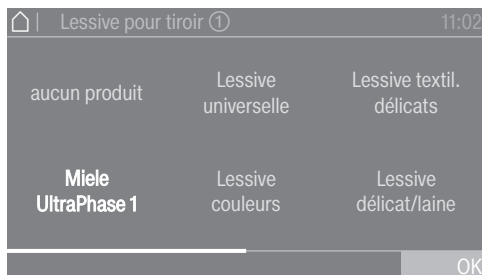 Lessive pour tiroir ① 11:02
aucun produit
Lessive
universelle
Lessive textil.
délicats
Miele
UltraPhase 1
Lessive
couleurs
Lessive
délicat/laine
OK